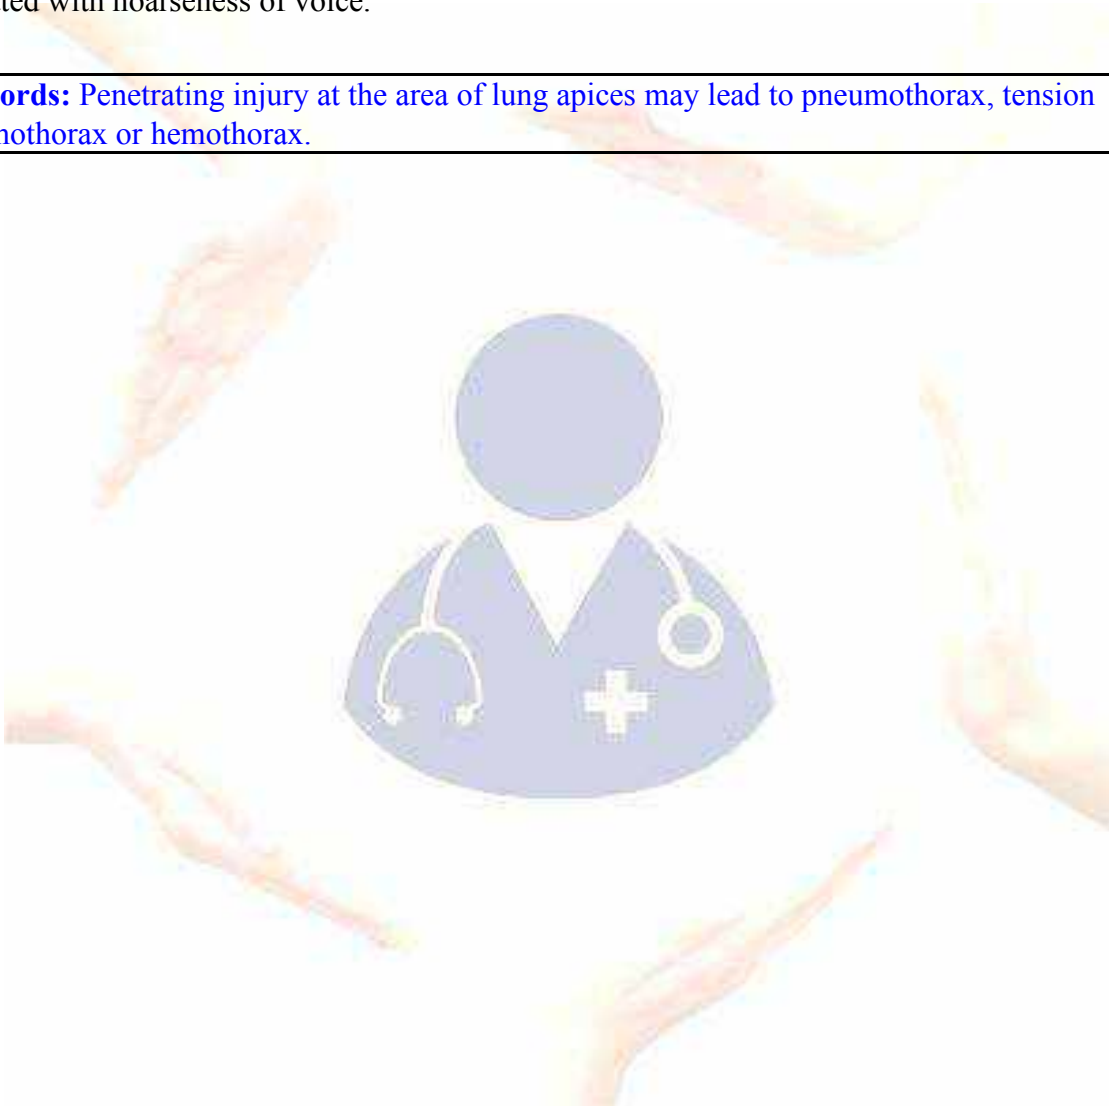 ted with hoarseness of voice.
ords: Penetrating injury at the area of lung apices may lead to pneumothorax, tension
nothorax or hemothorax.